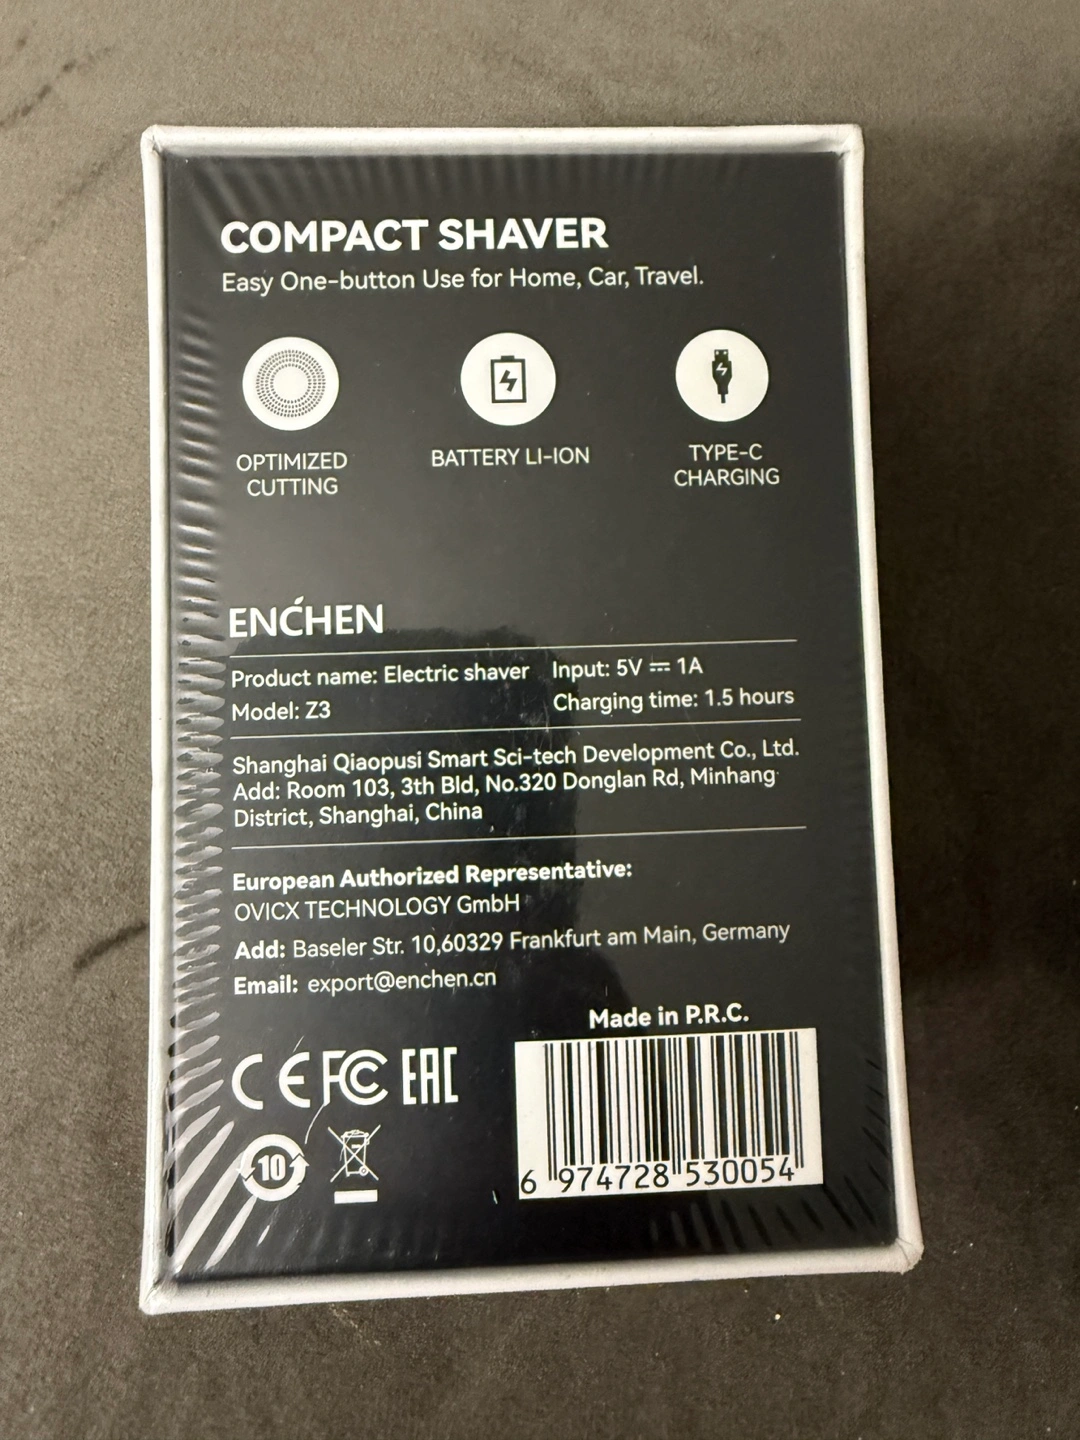 COMPACT SHAVER
Easy One-button Use for Home, Car, Travel.
OPTIMIZED
CUTTING
BATTERY LI-ION
TYPE-C
CHARGING
ENĆHEN
Product name: Electric shaver
Input: 5V ⎓ 1A
Model: Z3
Charging time: 1.5 hours
Shanghai Qiaopusi Smart Sci-tech Development Co., Ltd.
Add: Room 103, 3th Bld, No.320 Donglan Rd, Minhang
District, Shanghai, China
European Authorized Representative:
OVICX TECHNOLOGY GmbH
Add: Baseler Str. 10,60329 Frankfurt am Main, Germany
Email: export@enchen.cn
Made in P.R.C.
CE FC EAC
10
6 974728 530054